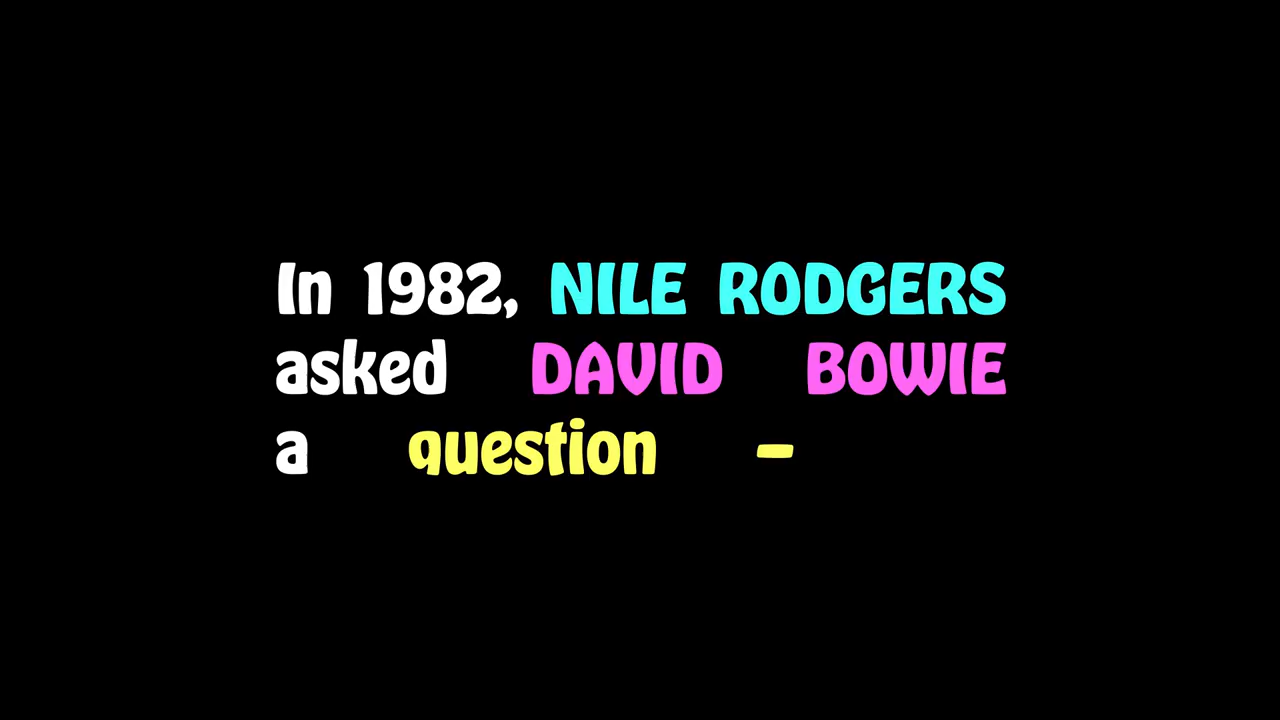 In 1982, NILE RODGERS
asked DAVID BOWIE
a question –